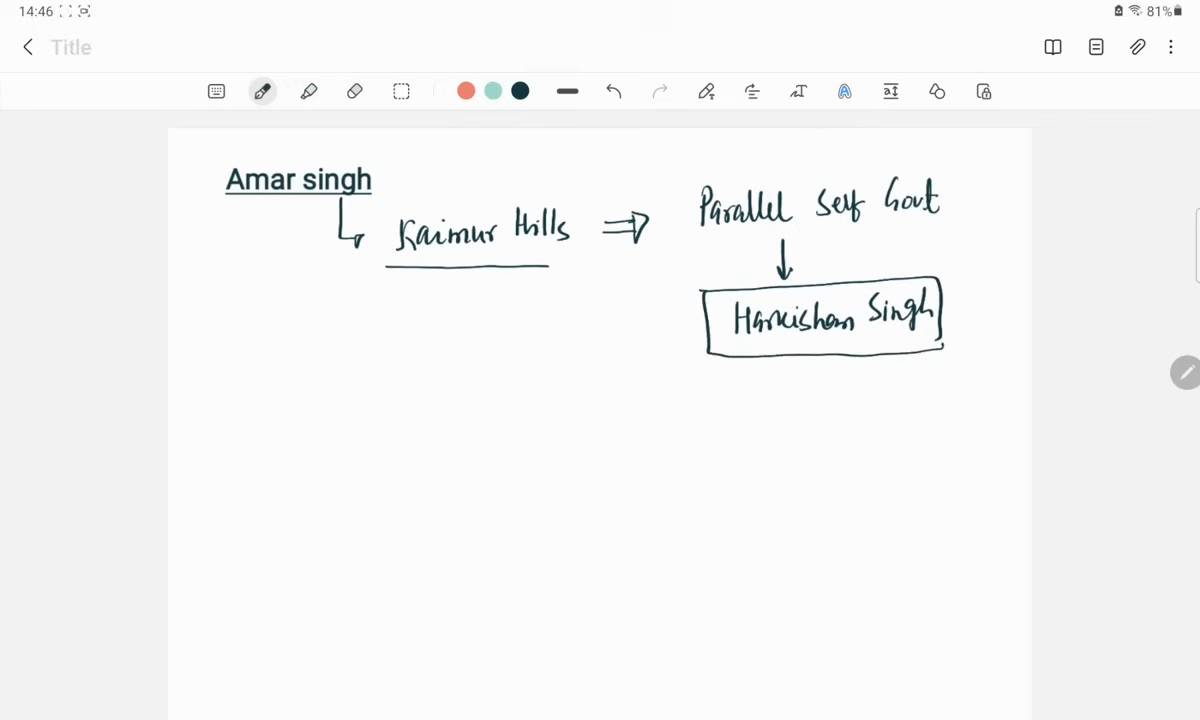 14:46
81%
Title
Amar singh
Kaimur Hills ⇒ Parallel Self Govt
Harkishan Singh